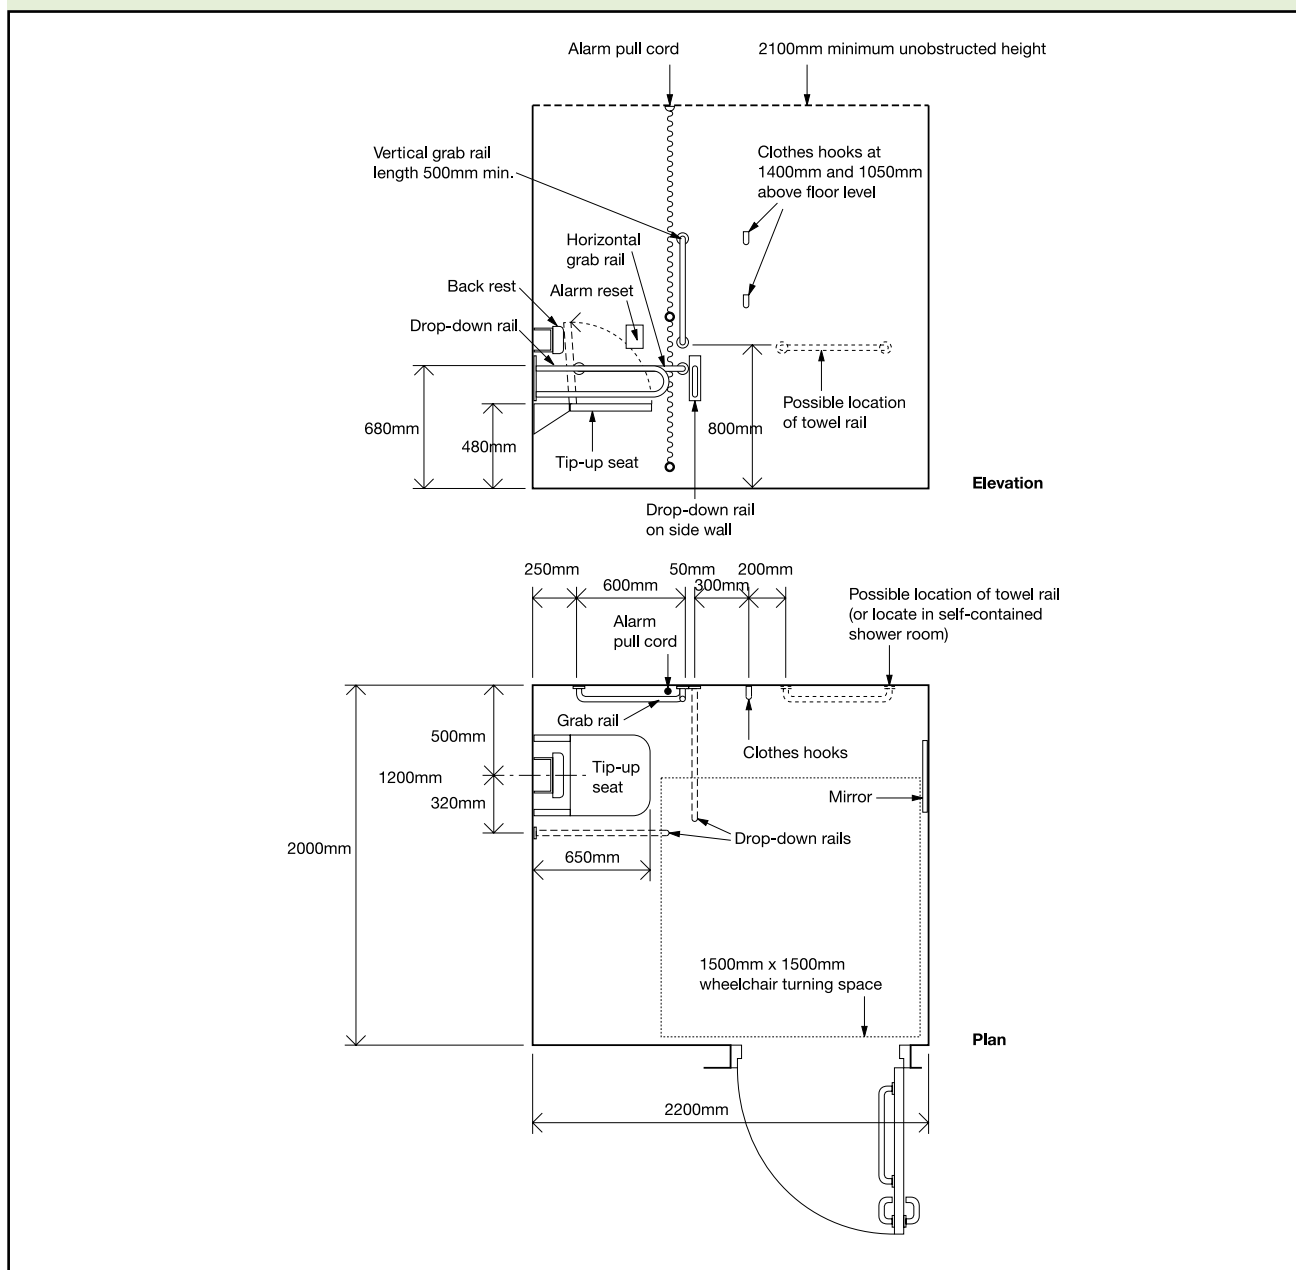 Alarm pull cord
2100mm minimum unobstructed height
Vertical grab rail
length 500mm min.
Clothes hooks at
1400mm and 1050mm
above floor level
Horizontal
grab rail
Back rest
Alarm reset
Drop-down rail
Possible location
of towel rail
680mm
480mm
800mm
Tip-up seat
Elevation
Drop-down rail
on side wall
250mm
600mm
50mm
300mm
200mm
Possible location of towel rail
(or locate in self-contained
shower room)
Alarm
pull cord
Grab rail
500mm
Clothes hooks
1200mm
Tip-up
seat
Mirror
320mm
Drop-down rails
2000mm
650mm
1500mm x 1500mm
wheelchair turning space
Plan
2200mm